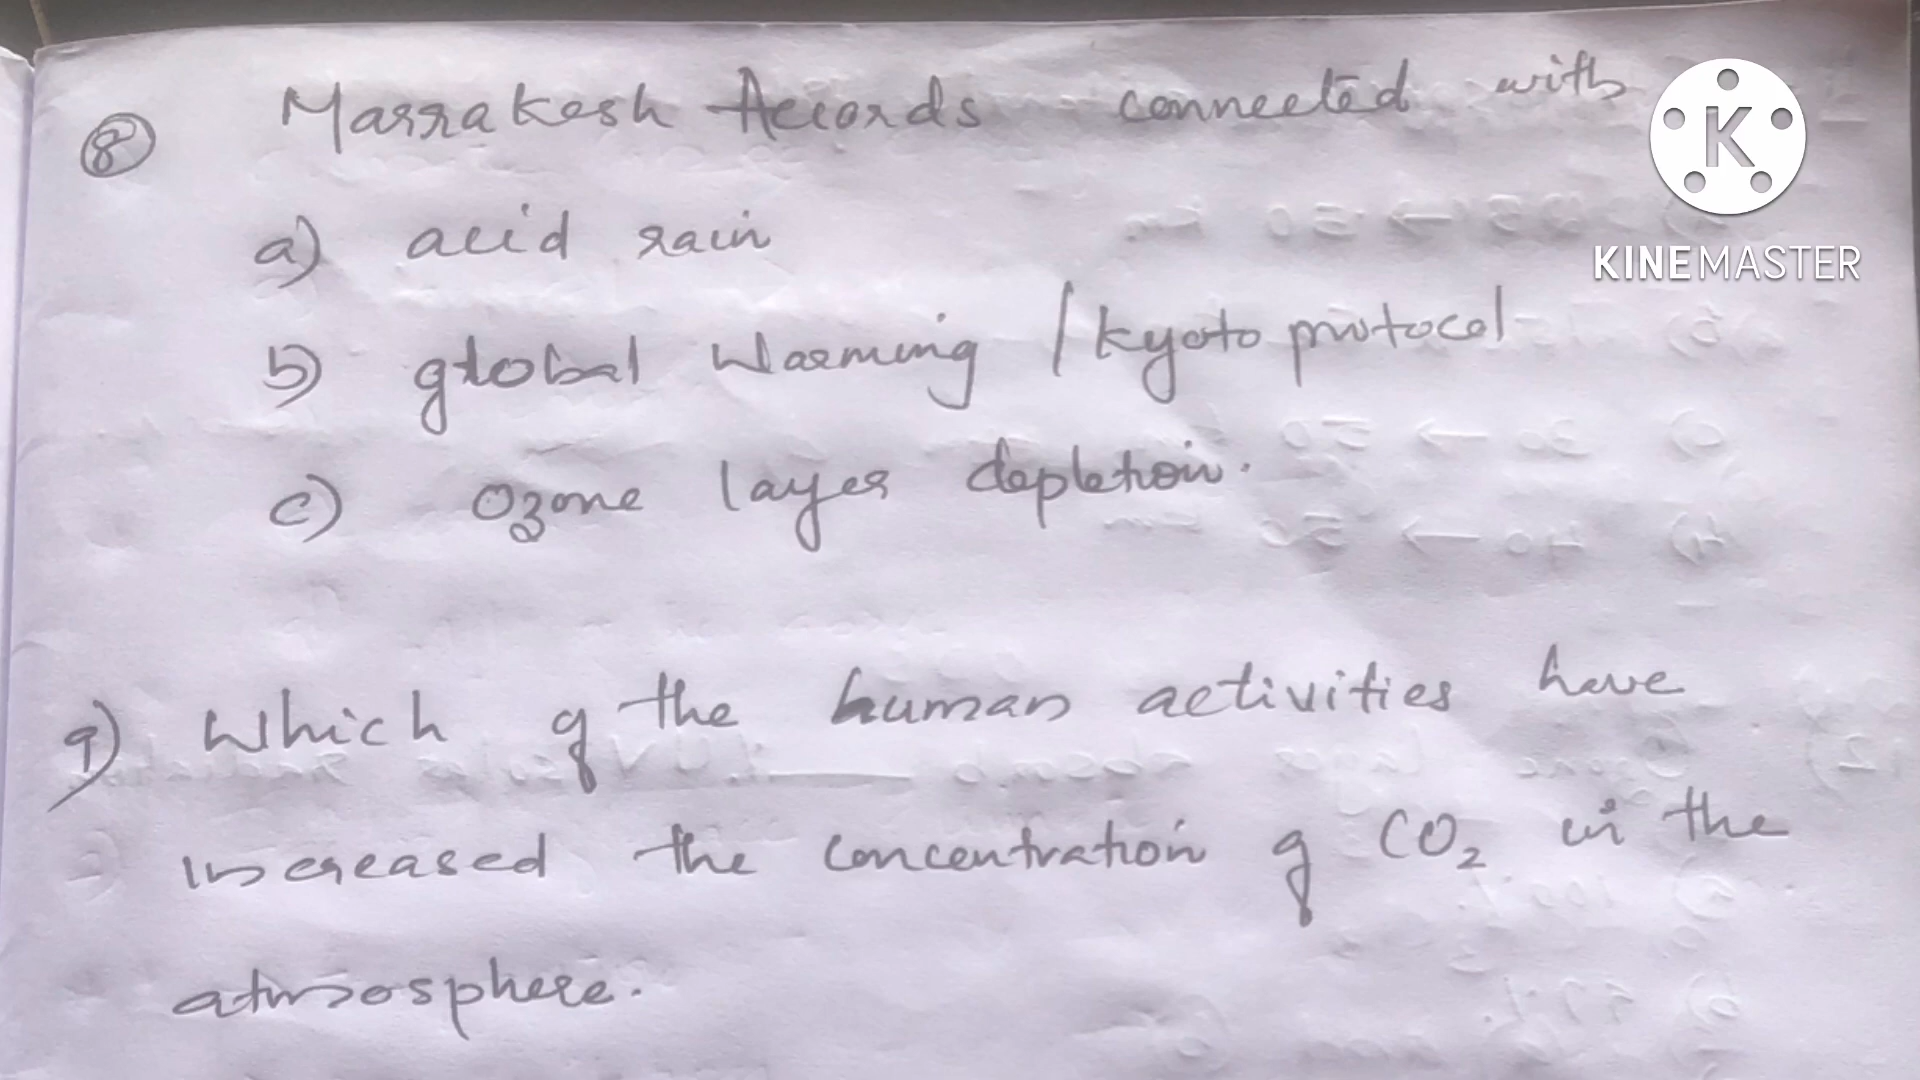 8 Marrakesh Accords connected with
a) acid rain
b) global warming / kyoto protocol
c) Ozone layer depletion.
9) Which of the human activities have
increased the concentration of CO₂ in the
atmosphere.
K
KINEMASTER